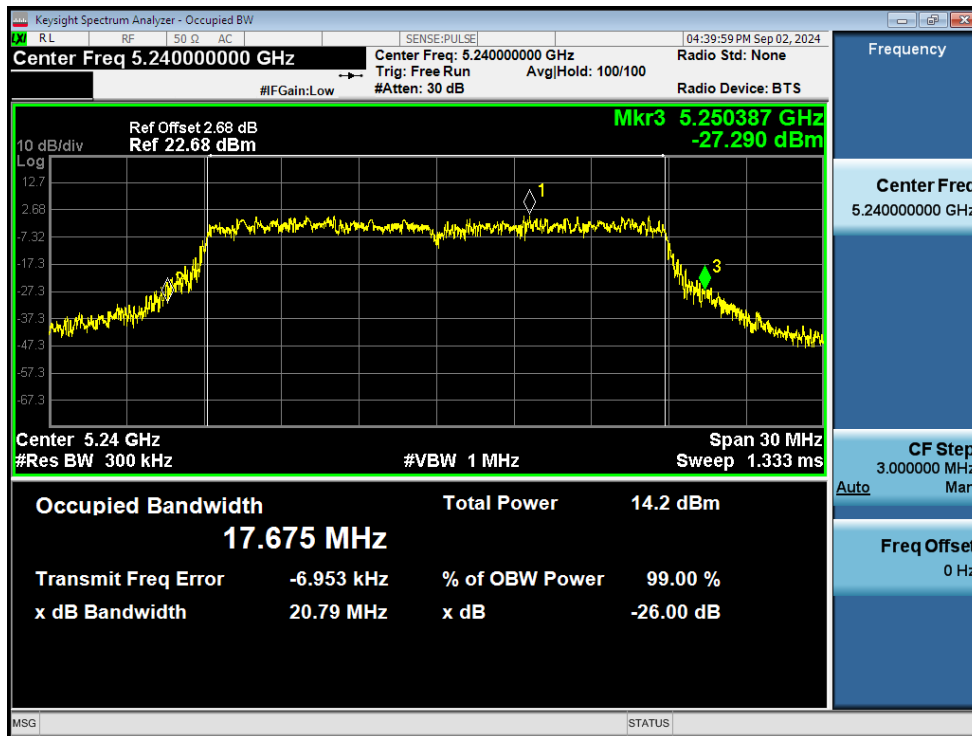 Keysight Spectrum Analyzer - Occupied BW
LXI RL RF 50 Ω AC SENSE:PULSE 04:39:59 PM Sep 02, 2024
Center Freq 5.240000000 GHz
Center Freq: 5.240000000 GHz Radio Std: None
Trig: Free Run Avg|Hold: 100/100
#IFGain:Low #Atten: 30 dB Radio Device: BTS
Mkr3 5.250387 GHz
-27.290 dBm
Ref Offset 2.68 dB
10 dB/div Ref 22.68 dBm
Log
12.7
2.68
-7.32
-17.3
-27.3
-37.3
-47.3
-57.3
-67.3
1
3
Center 5.24 GHz Span 30 MHz
#Res BW 300 kHz #VBW 1 MHz Sweep 1.333 ms
Occupied Bandwidth Total Power 14.2 dBm
17.675 MHz
Transmit Freq Error -6.953 kHz % of OBW Power 99.00 %
x dB Bandwidth 20.79 MHz x dB -26.00 dB
MSG STATUS
Frequency
Center Freq
5.240000000 GHz
CF Step
3.000000 MHz
Auto Man
Freq Offset
0 Hz